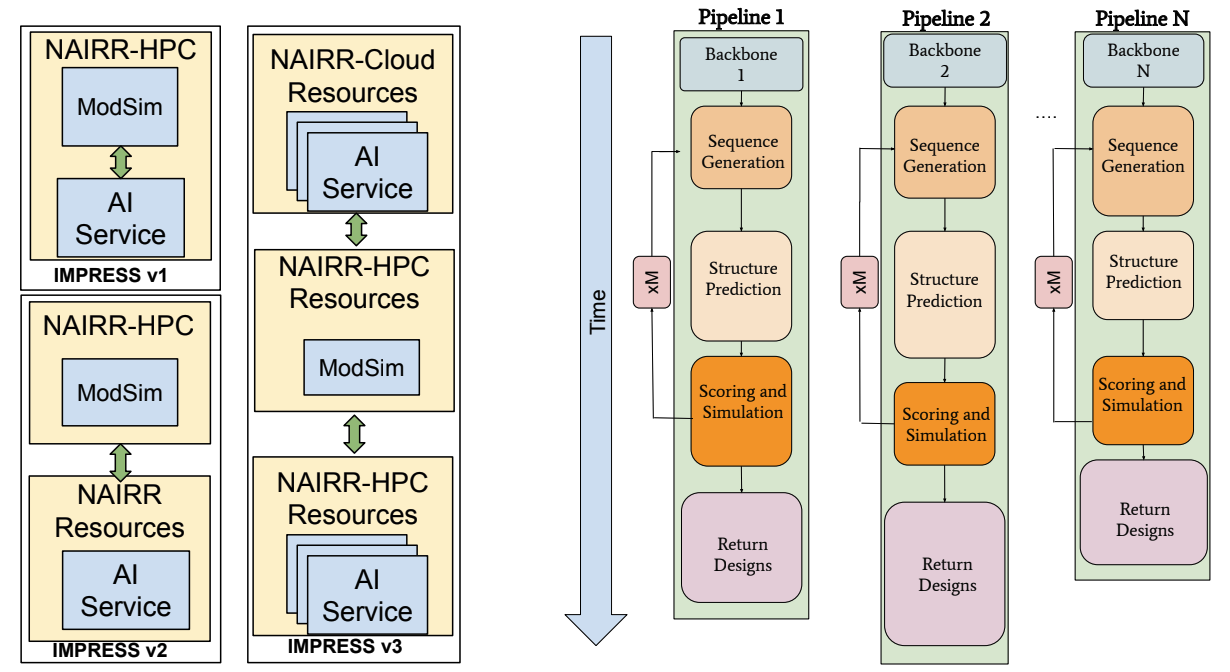 NAIRR-HPC
ModSim
AI
Service
IMPRESS v1
NAIRR-HPC
ModSim
NAIRR
Resources
AI
Service
IMPRESS v2
NAIRR-Cloud
Resources
AI
Service
NAIRR-HPC
Resources
ModSim
NAIRR-HPC
Resources
AI
Service
IMPRESS v3
Time
Pipeline 1
Backbone
1
Sequence
Generation
Structure
Prediction
xM
Scoring and
Simulation
Return
Designs
Pipeline 2
Backbone
2
Sequence
Generation
Structure
Prediction
xM
Scoring and
Simulation
Return
Designs
....
Pipeline N
Backbone
N
Sequence
Generation
Structure
Prediction
xM
Scoring and
Simulation
Return
Designs